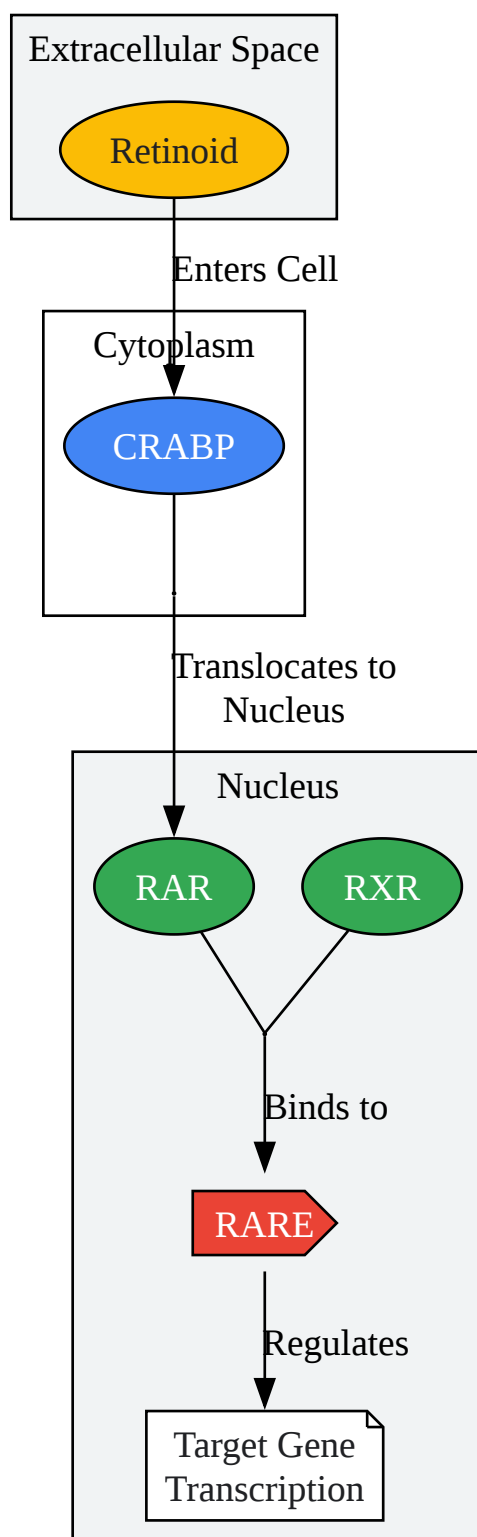 Extracellular Space
Retinoid
Enters Cell
Cytoplasm
CRABP
Translocates to
Nucleus
Nucleus
RAR
RXR
Binds to
RARE
Regulates
Target Gene
Transcription